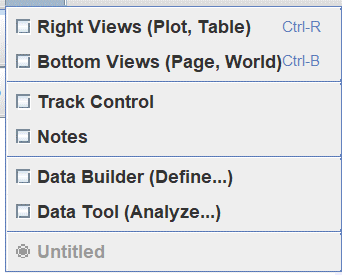 Right Views (Plot, Table) Ctrl-R
Bottom Views (Page, World) Ctrl-B
Track Control
Notes
Data Builder (Define...)
Data Tool (Analyze...)
Untitled